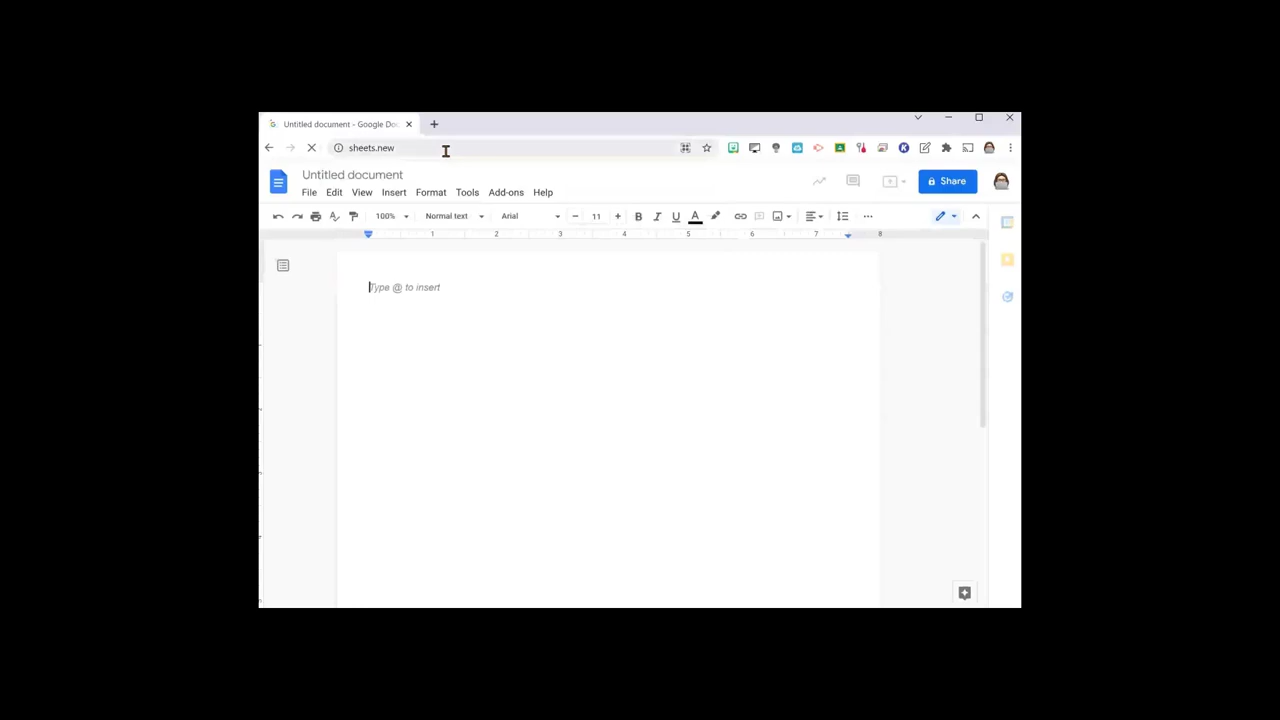 Untitled document - Google Doc
sheets.new
Untitled document
File Edit View Insert Format Tools Add-ons Help
Share
100% Normal text Arial 11 B I U A
1 2 3 4 5 6 7 8
Type @ to insert